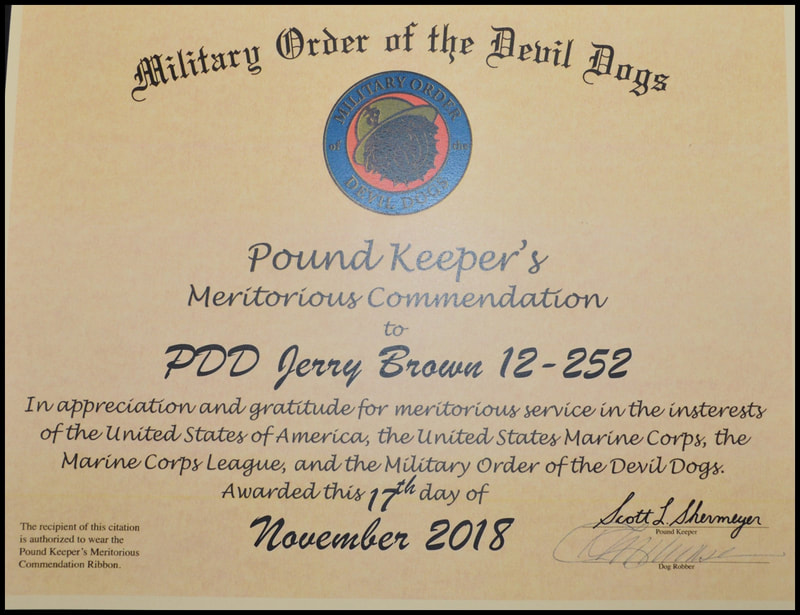 Military Order of the Devil Dogs
MILITARY ORDER
of the
DEVIL DOGS
Pound Keeper's
Meritorious Commendation
to
PDD Jerry Brown 12-252
In appreciation and gratitude for meritorious service in the insterests
of the United States of America, the United States Marine Corps, the
Marine Corps League, and the Military Order of the Devil Dogs.
Awarded this 17th day of
November 2018
The recipient of this citation
is authorized to wear the
Pound Keeper's Meritorious
Commendation Ribbon.
Scott L. Shermeyer
Pound Keeper
Dog Robber